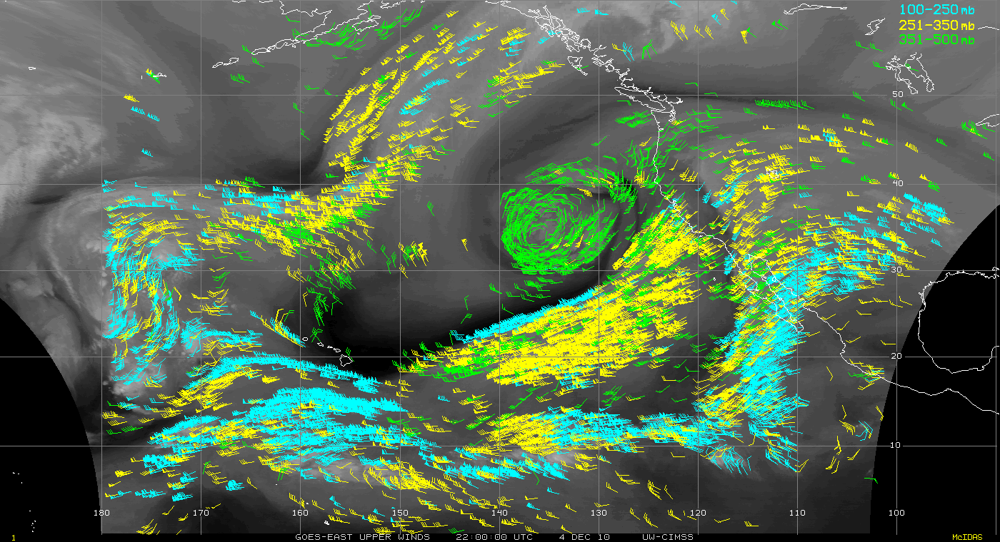 100-250 mb
251-350 mb
351-500 mb
50
40
30
20
10
180 170 160 150 140 130 120 110 100
1 GOES-EAST UPPER WINDS 22:00:00 UTC 4 DEC 10 UW-CIMSS McIDAS